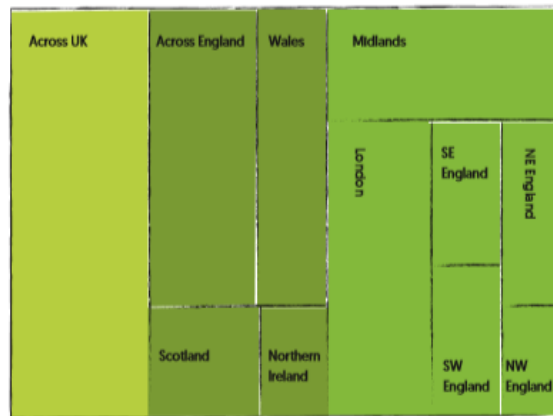 Across UK
Across England
Wales
Midlands
London
SE
England
NE England
Scotland
Northern
Ireland
SW
England
NW
England